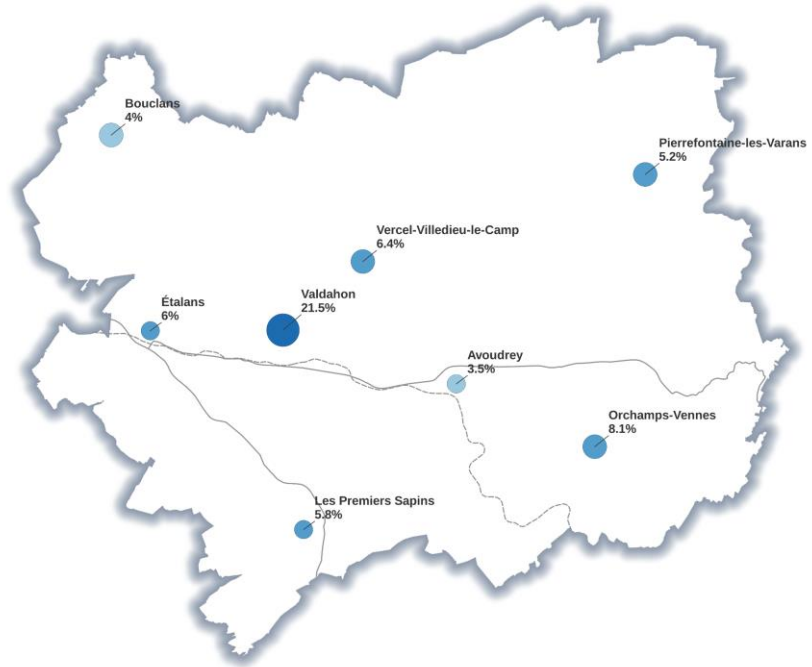 Bouclans
4%
Pierrefontaine-les-Varans
5.2%
Vercel-Villedieu-le-Camp
6.4%
Valdahon
21.5%
Étalans
6%
Avoudrey
3.5%
Orchamps-Vennes
8.1%
Les Premiers Sapins
5.8%